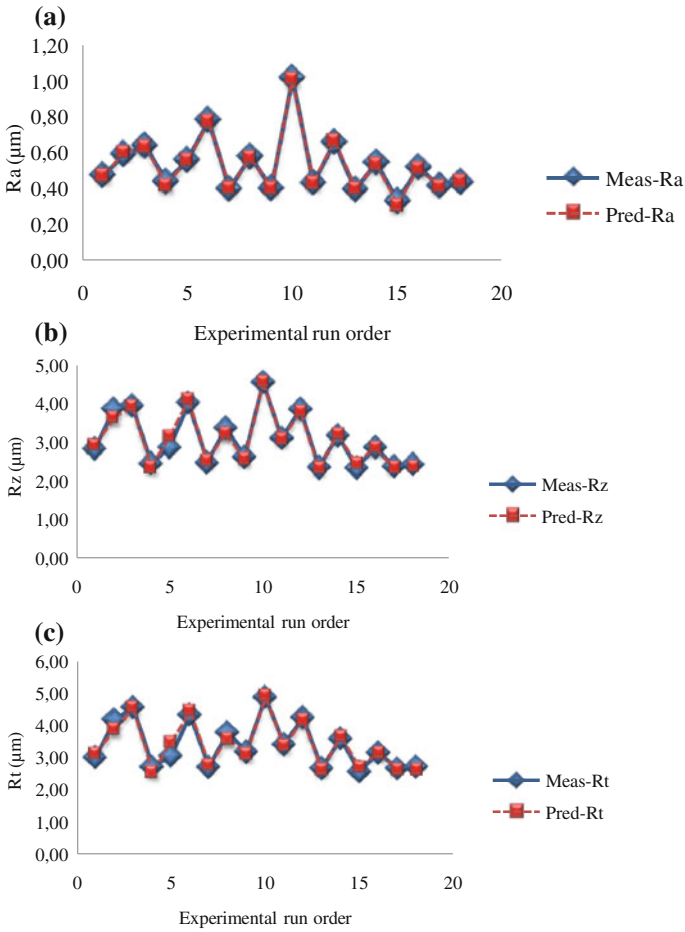 (a)
1,20
1,00
0,80
0,60
0,40
0,20
0,00
Ra (µm)
0 5 10 15 20
Experimental run order
Meas-Ra
Pred-Ra
(b)
5,00
4,00
3,00
2,00
1,00
0,00
Rz (µm)
0 5 10 15 20
Experimental run order
Meas-Rz
Pred-Rz
(c)
6,00
5,00
4,00
3,00
2,00
1,00
0,00
Rt (µm)
0 5 10 15 20
Experimental run order
Meas-Rt
Pred-Rt